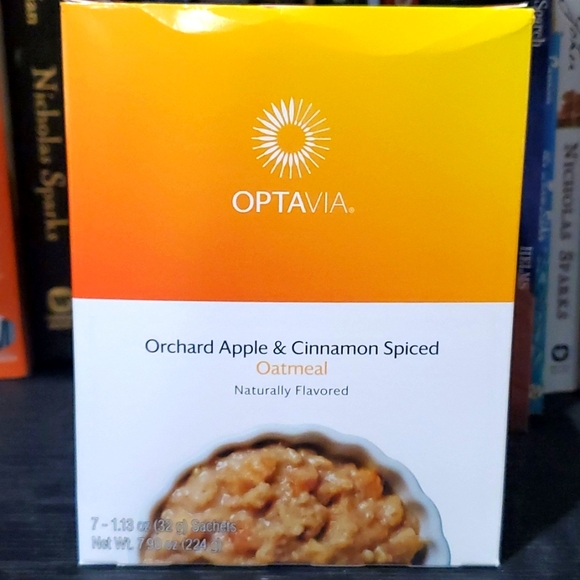 OPTAVIA®
Orchard Apple & Cinnamon Spiced
Oatmeal
Naturally Flavored
7 - 1.13 oz (32 g) Sachets
Net Wt. 7.90 oz (224 g)
Nicholas Sparks
NICHOLAS SPARKS
HELMS